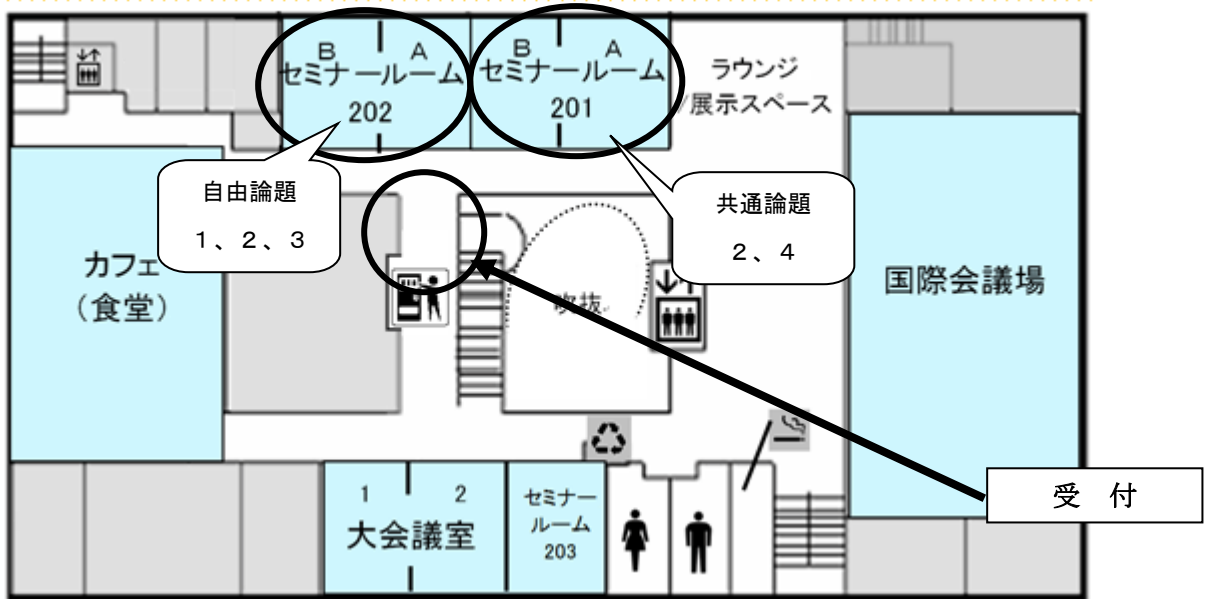 B A
セミナールーム
202
B A
セミナールーム
201
ラウンジ
/展示スペース
自由論題
1、2、3
共通論題
2、4
カフェ
(食堂)
吹抜
国際会議場
受 付
1 2
大会議室
セミナー
ルーム
203